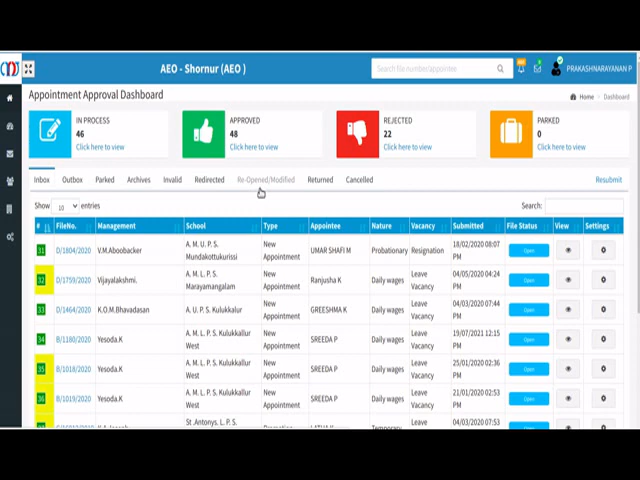 AEO - Shornur (AEO )
Search file number/appointee
PRAKASHNARAYANAN P
Appointment Approval Dashboard
Home > Dashboard
IN PROCESS
46
Click here to view
APPROVED
48
Click here to view
REJECTED
22
Click here to view
PARKED
0
Click here to view
Inbox Outbox Parked Archives Invalid Redirected Re-Opened/Modified Returned Cancelled Resubmit
Show 10 entries Search:
# FileNo. Management School Type Appointee Nature Vacancy Submitted File Status View Settings
31 D/1804/2020 V.M.Aboobacker A. M. U. P. S. Mundakottukurissi New Appointment UMAR SHAFI M Probationary Resignation 18/02/2020 08:07 PM Open
32 D/1759/2020 Vijayalakshmi. A. M. L. P. S. Marayamangalam New Appointment Ranjusha K Daily wages Leave Vacancy 04/05/2020 04:24 PM Open
33 D/1464/2020 K.O.M.Bhavadasan A. U. P. S. Kulukkalur New Appointment GREESHMA K Daily wages Leave Vacancy 04/03/2020 07:44 PM Open
34 B/1180/2020 Yesoda.K A. M. L. P. S. Kulukkallur West New Appointment SREEDA P Daily wages Leave Vacancy 19/07/2021 12:15 PM Open
35 B/1018/2020 Yesoda.K A. M. L. P. S. Kulukkallur West New Appointment SREEDA P Daily wages Leave Vacancy 25/01/2020 02:36 PM Open
36 B/1019/2020 Yesoda.K A. M. L. P. S. Kulukkallur West New Appointment SREEDA P Daily wages Leave Vacancy 21/01/2020 02:53 PM Open
St .Antonys. L. P. S. Leave 04/03/2020 07:53